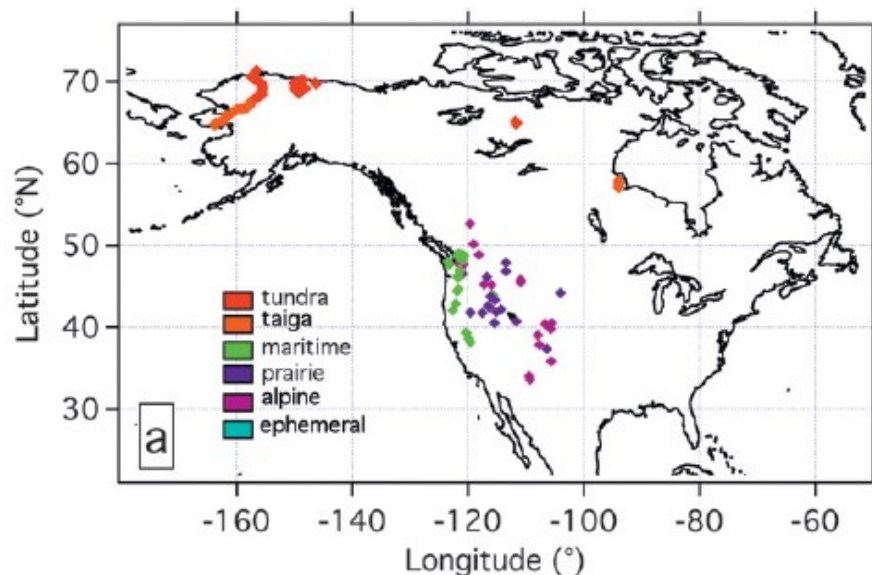 70
60
50
40
30
Latitude (°N)
tundra
taiga
maritime
prairie
alpine
ephemeral
a
-160 -140 -120 -100 -80 -60
Longitude (°)